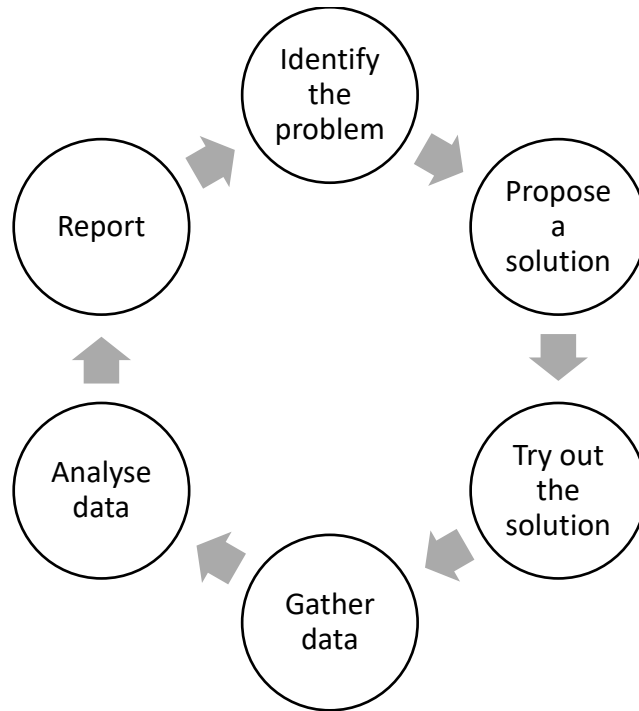 Identify
the
problem
Propose
a
solution
Try out
the
solution
Gather
data
Analyse
data
Report